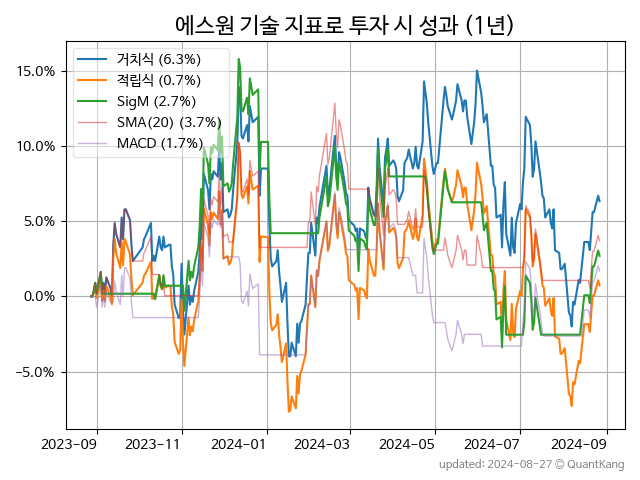 에스원 기술 지표로 투자 시 성과 (1년)
거치식 (6.3%)
적립식 (0.7%)
SigM (2.7%)
SMA(20) (3.7%)
MACD (1.7%)
15.0%
10.0%
5.0%
0.0%
−5.0%
2023-09 2023-11 2024-01 2024-03 2024-05 2024-07 2024-09
updated: 2024-08-27 © QuantKang